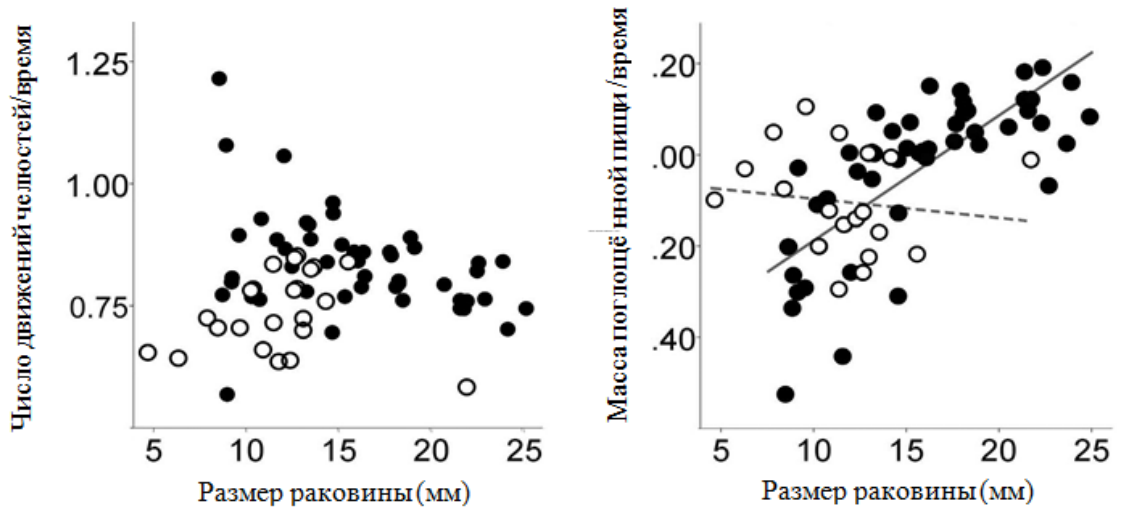 Число движений челюстей/время
1.25
1.00
0.75
5 10 15 20 25
Размер раковины (мм)
Масса поглощённой пищи/время
.20
.00
.20
.40
5 10 15 20 25
Размер раковины (мм)